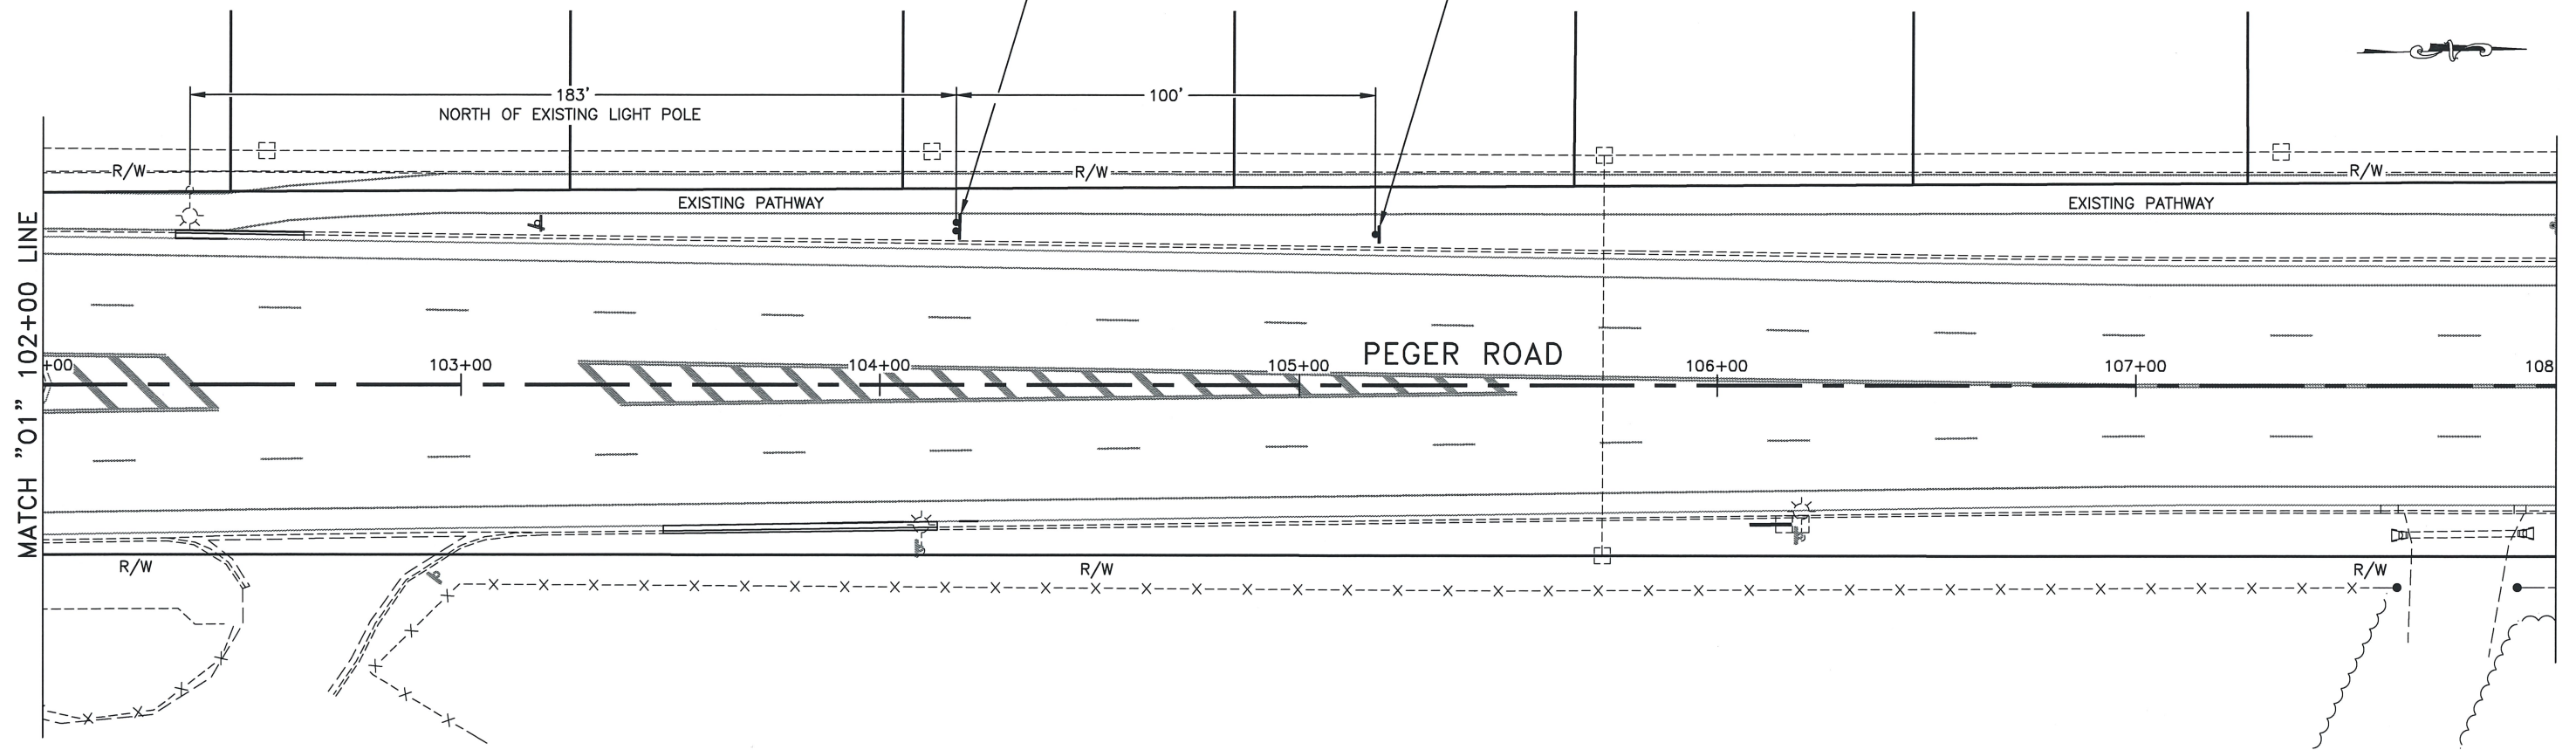 183'
100'
NORTH OF EXISTING LIGHT POLE
R/W
R/W
R/W
EXISTING PATHWAY
EXISTING PATHWAY
MATCH "01" 102+00 LINE
PEGER ROAD
+00
103+00
104+00
105+00
106+00
107+00
108
R/W
R/W
R/W